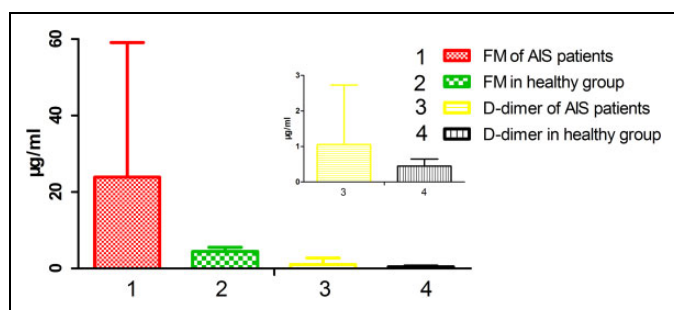 60
40
20
0
µg/ml
1
2
3
4
3
2
1
0
µg/ml
3
4
1 FM of AIS patients
2 FM in healthy group
3 D-dimer of AIS patients
4 D-dimer in healthy group